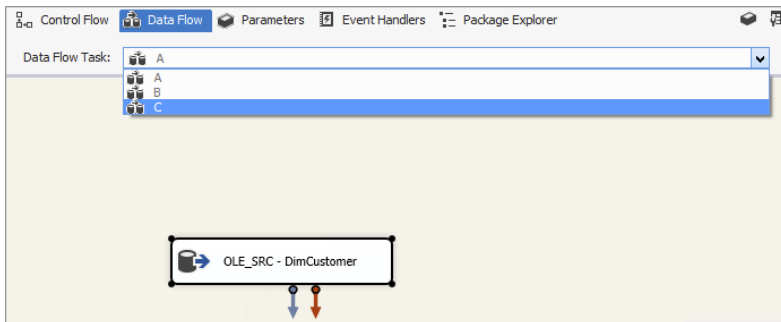 Control Flow Data Flow Parameters Event Handlers Package Explorer
Data Flow Task: A
A
B
C
OLE_SRC - DimCustomer